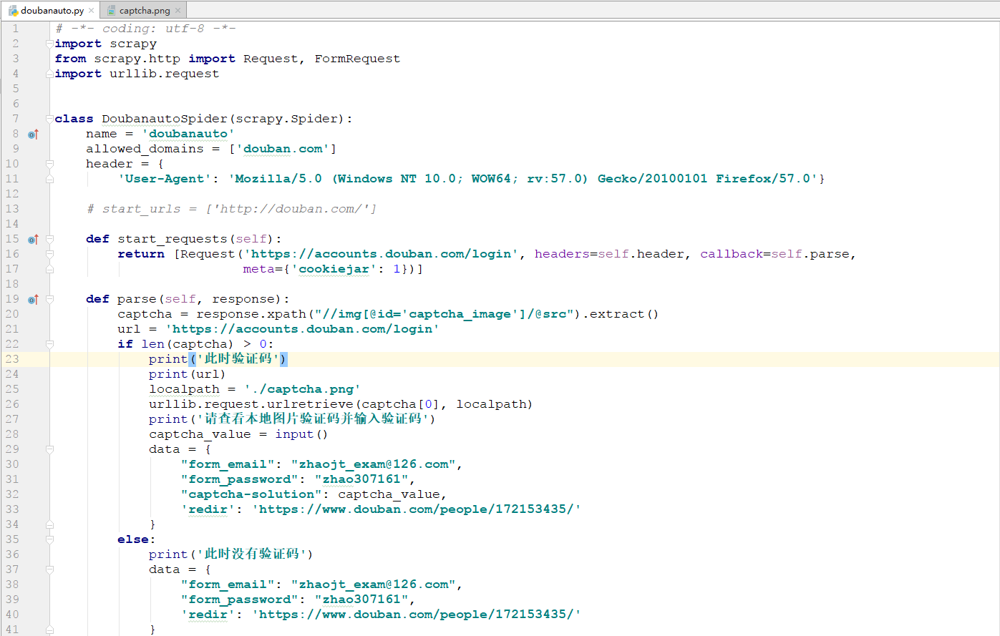 doubanauto.py
captcha.png
1 # -*- coding: utf-8 -*-
2 import scrapy
3 from scrapy.http import Request, FormRequest
4 import urllib.request
5
6
7 class DoubanautoSpider(scrapy.Spider):
8     name = 'doubanauto'
9     allowed_domains = ['douban.com']
10     header = {
11         'User-Agent': 'Mozilla/5.0 (Windows NT 10.0; WOW64; rv:57.0) Gecko/20100101 Firefox/57.0'}
12
13     # start_urls = ['http://douban.com/']
14
15     def start_requests(self):
16         return [Request('https://accounts.douban.com/login', headers=self.header, callback=self.parse,
17                         meta={'cookiejar': 1})]
18
19     def parse(self, response):
20         captcha = response.xpath("//img[@id='captcha_image']/@src").extract()
21         url = 'https://accounts.douban.com/login'
22         if len(captcha) > 0:
23             print('此时验证码')
24             print(url)
25             localpath = './captcha.png'
26             urllib.request.urlretrieve(captcha[0], localpath)
27             print('请查看本地图片验证码并输入验证码')
28             captcha_value = input()
29             data = {
30                 "form_email": "zhaojt_exam@126.com",
31                 "form_password": "zhao307161",
32                 "captcha-solution": captcha_value,
33                 'redir': 'https://www.douban.com/people/172153435/'
34             }
35         else:
36             print('此时没有验证码')
37             data = {
38                 "form_email": "zhaojt_exam@126.com",
39                 "form_password": "zhao307161",
40                 'redir': 'https://www.douban.com/people/172153435/'
41             }